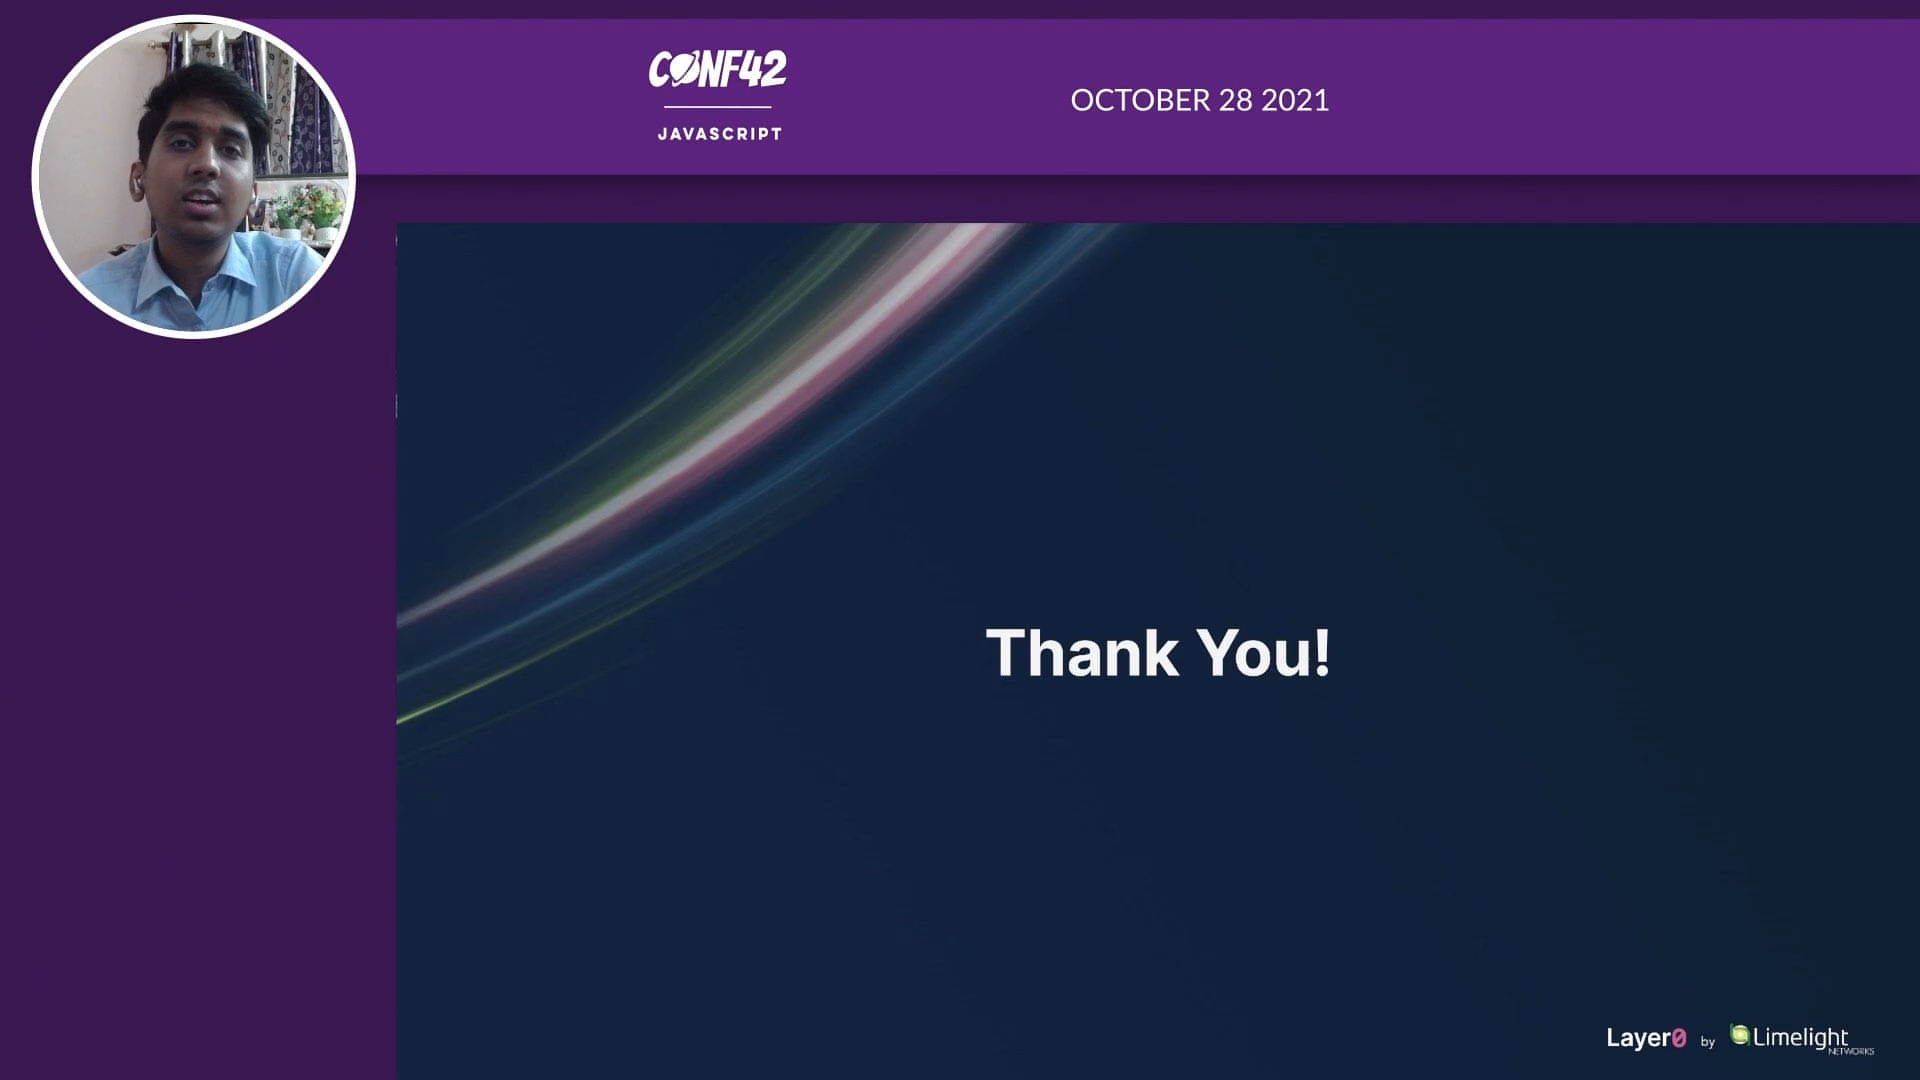 CONF42
JAVASCRIPT
OCTOBER 28 2021
Thank You!
Layer0 by Limelight
NETWORKS